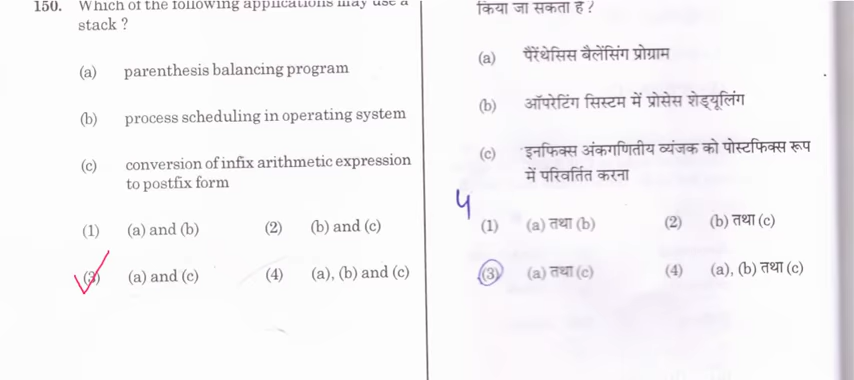 150. Which of the following applications may use a
stack ?
(a) parenthesis balancing program
(b) process scheduling in operating system
(c) conversion of infix arithmetic expression
to postfix form
(1) (a) and (b) (2) (b) and (c)
(3) (a) and (c) (4) (a), (b) and (c)
किया जा सकता है ?
(a) पैरेंथेसिस बैलेंसिंग प्रोग्राम
(b) ऑपरेटिंग सिस्टम में प्रोसेस शेड्यूलिंग
(c) इनफिक्स अंकगणितीय व्यंजक को पोस्टफिक्स रूप
में परिवर्तित करना
4
(1) (a) तथा (b) (2) (b) तथा (c)
(3) (a) तथा (c) (4) (a), (b) तथा (c)